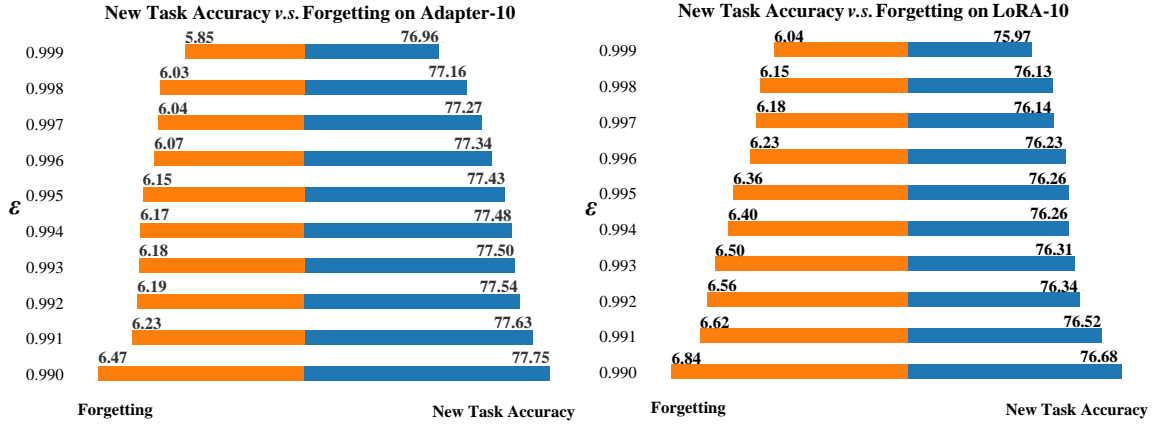 New Task Accuracy v.s. Forgetting on Adapter-10
0.999 5.85 76.96
0.998 6.03 77.16
0.997 6.04 77.27
0.996 6.07 77.34
0.995 6.15 77.43
ε
0.994 6.17 77.48
0.993 6.18 77.50
0.992 6.19 77.54
0.991 6.23 77.63
0.990 6.47 77.75
Forgetting New Task Accuracy
New Task Accuracy v.s. Forgetting on LoRA-10
0.999 6.04 75.97
0.998 6.15 76.13
0.997 6.18 76.14
0.996 6.23 76.23
0.995 6.36 76.26
ε
0.994 6.40 76.26
0.993 6.50 76.31
0.992 6.56 76.34
0.991 6.62 76.52
0.990 6.84 76.68
Forgetting New Task Accuracy